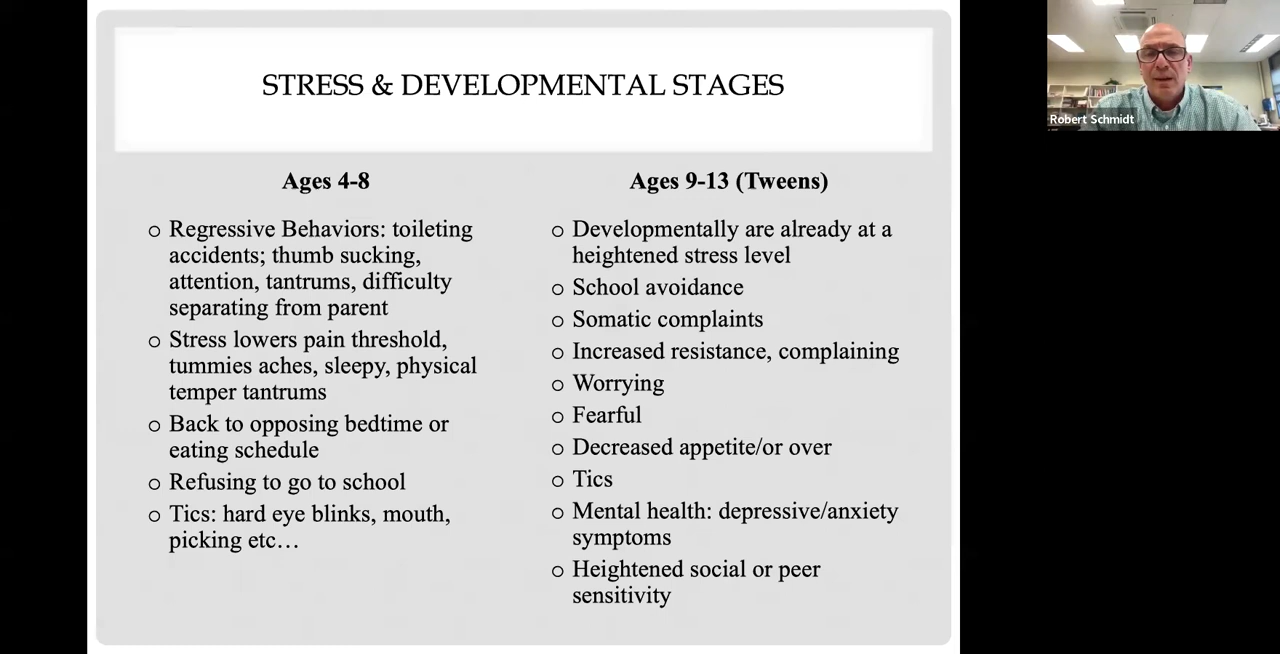 STRESS & DEVELOPMENTAL STAGES
Ages 4-8
Regressive Behaviors: toileting
accidents; thumb sucking,
attention, tantrums, difficulty
separating from parent
Stress lowers pain threshold,
tummies aches, sleepy, physical
temper tantrums
Back to opposing bedtime or
eating schedule
Refusing to go to school
Tics: hard eye blinks, mouth,
picking etc…
Ages 9-13 (Tweens)
Developmentally are already at a
heightened stress level
School avoidance
Somatic complaints
Increased resistance, complaining
Worrying
Fearful
Decreased appetite/or over
Tics
Mental health: depressive/anxiety
symptoms
Heightened social or peer
sensitivity
Robert Schmidt